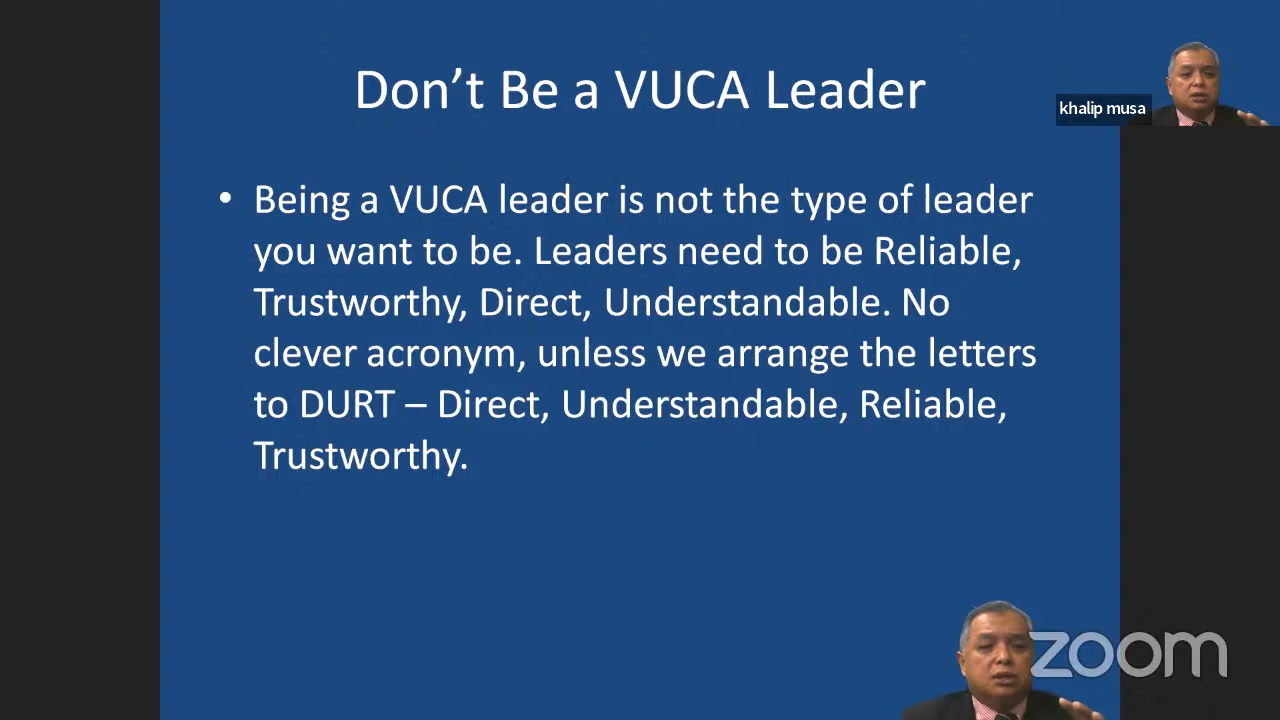 Don't Be a VUCA Leader
khalip musa
• Being a VUCA leader is not the type of leader
you want to be. Leaders need to be Reliable,
Trustworthy, Direct, Understandable. No
clever acronym, unless we arrange the letters
to DURT – Direct, Understandable, Reliable,
Trustworthy.
zoom